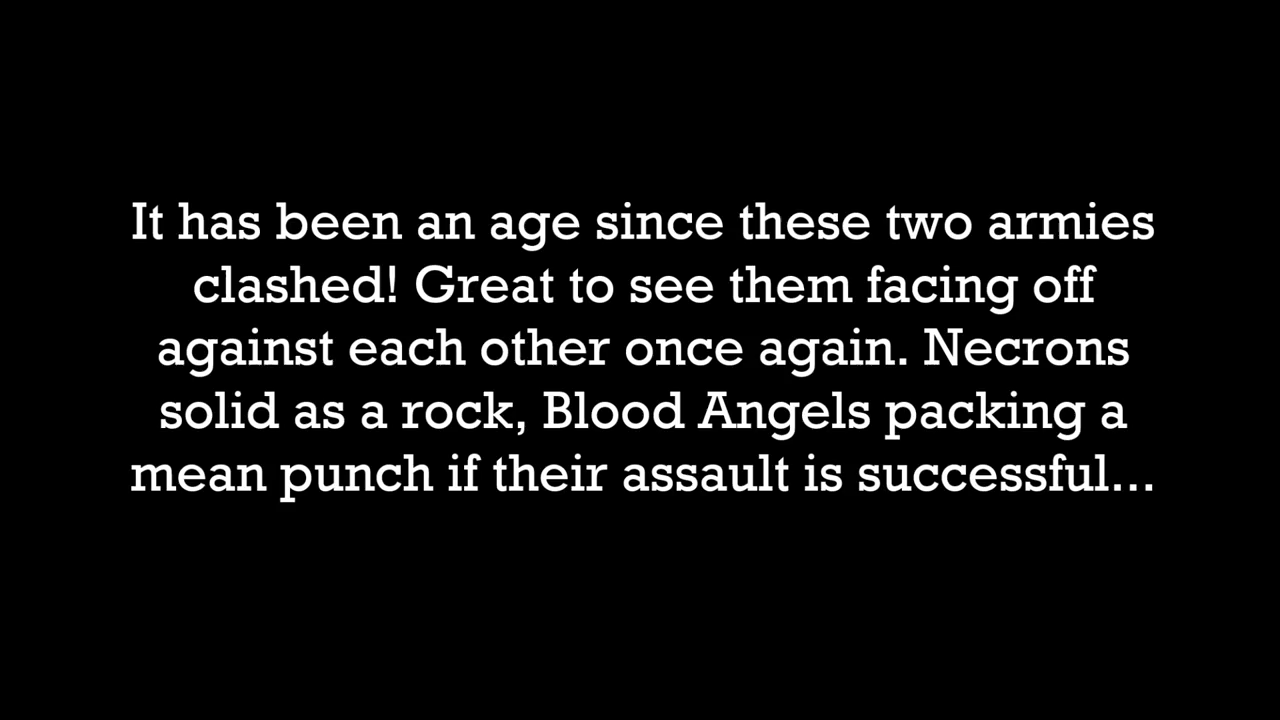 It has been an age since these two armies
clashed! Great to see them facing off
against each other once again. Necrons
solid as a rock, Blood Angels packing a
mean punch if their assault is successful...